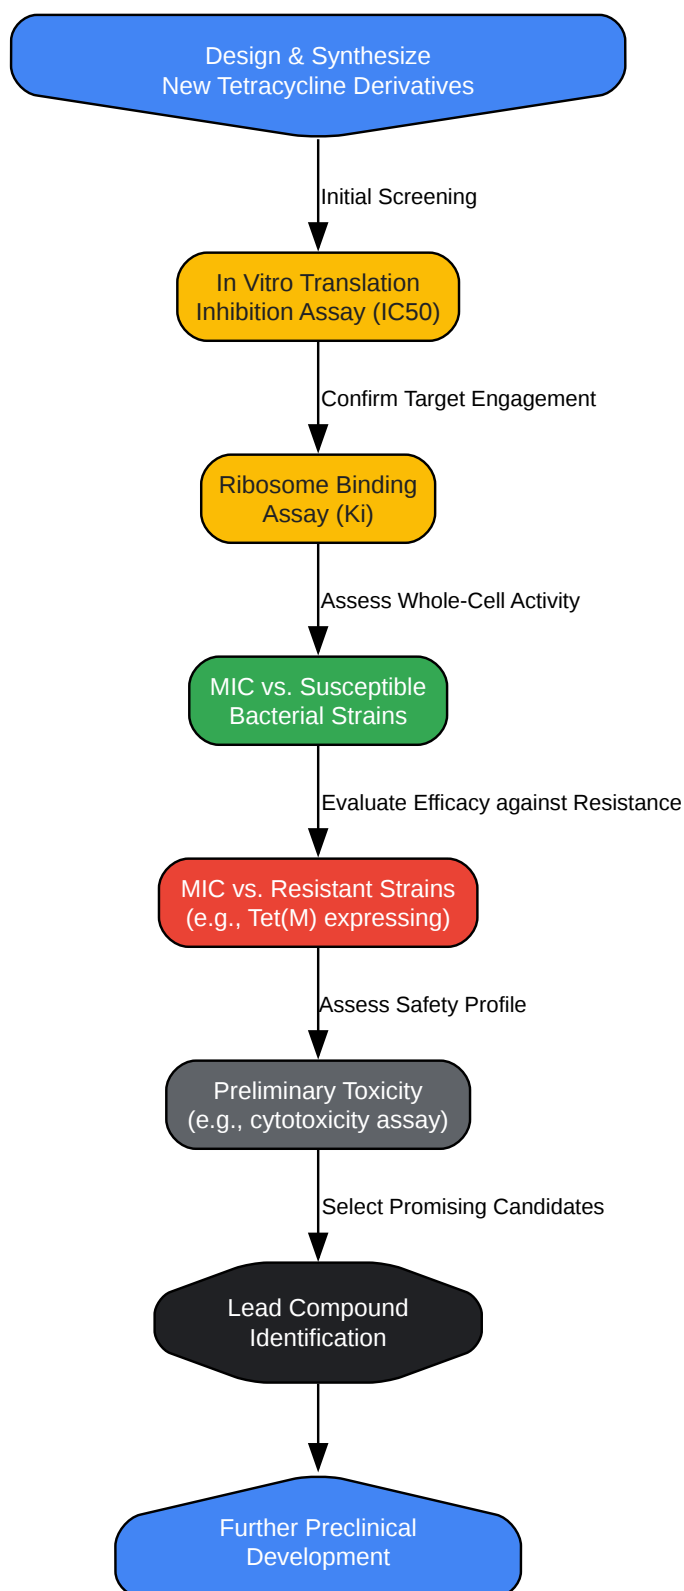 Design & Synthesize
New Tetracycline Derivatives
Initial Screening
In Vitro Translation
Inhibition Assay (IC50)
Confirm Target Engagement
Ribosome Binding
Assay (Ki)
Assess Whole-Cell Activity
MIC vs. Susceptible
Bacterial Strains
Evaluate Efficacy against Resistance
MIC vs. Resistant Strains
(e.g., Tet(M) expressing)
Assess Safety Profile
Preliminary Toxicity
(e.g., cytotoxicity assay)
Select Promising Candidates
Lead Compound
Identification
Further Preclinical
Development